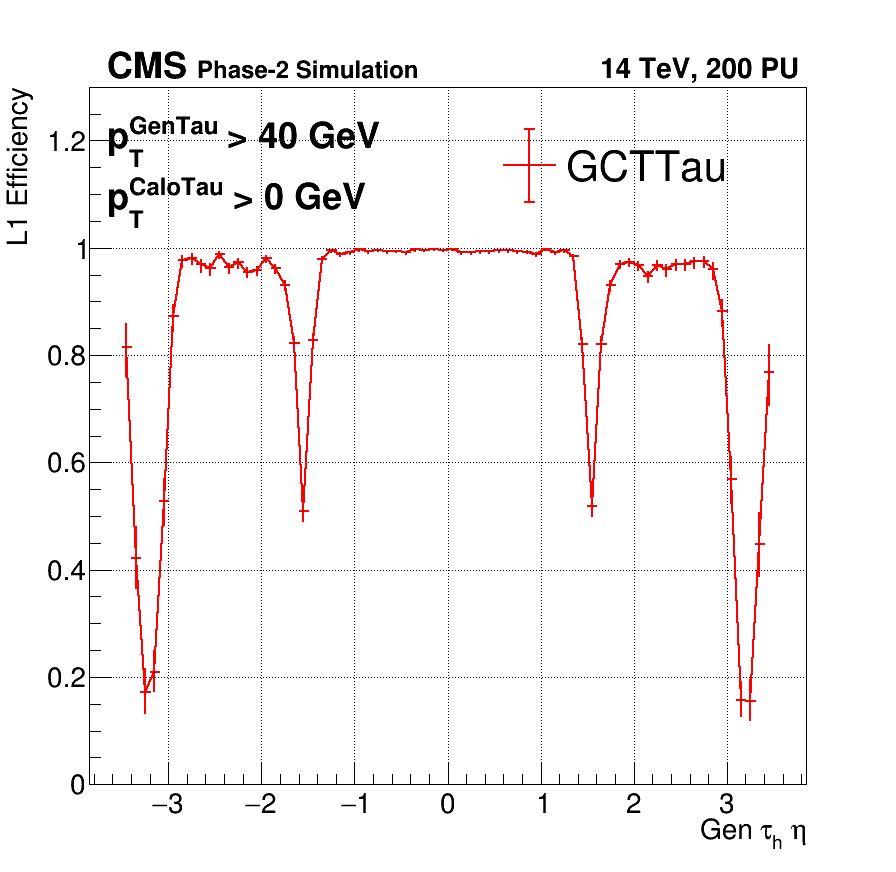 CMS Phase-2 Simulation 14 TeV, 200 PU
L1 Efficiency
p_T^GenTau > 40 GeV
p_T^CaloTau > 0 GeV
GCTTau
1.2
1
0.8
0.6
0.4
0.2
0
−3 −2 −1 0 1 2 3
Gen τ_h η